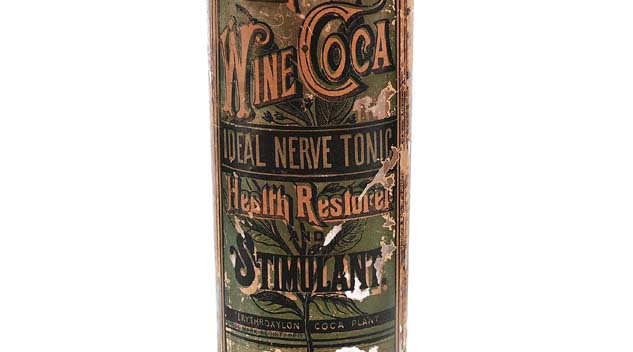 WINE COCA
IDEAL NERVE TONIC
Health Restorer
AND
STIMULANT.
ERYTHROXYLON COCA PLANT